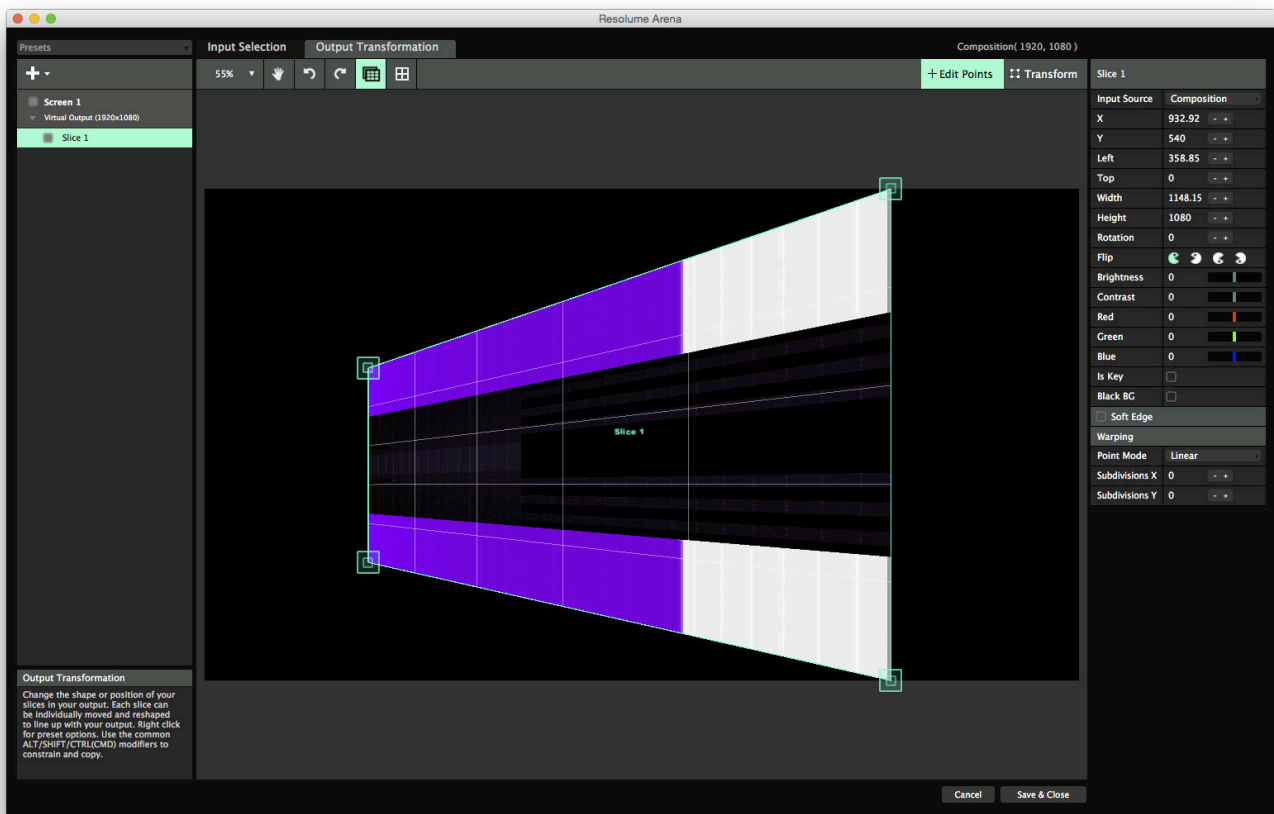 Resolume Arena
Presets
Input Selection
Output Transformation
Composition( 1920, 1080 )
55%
+ Edit Points
Transform
Slice 1
Screen 1
Virtual Output (1920x1080)
Slice 1
Input Source Composition
X 932.92 - +
Y 540 - +
Left 358.85 - +
Top 0 - +
Width 1148.15 - +
Height 1080 - +
Rotation 0 - +
Flip
Brightness 0
Contrast 0
Red 0
Green 0
Blue 0
Is Key
Black BG
Soft Edge
Warping
Point Mode Linear
Subdivisions X 0 - +
Subdivisions Y 0 - +
Slice 1
Output Transformation
Change the shape or position of your
slices in your output. Each slice can
be individually moved and reshaped
to line up with your output. Right click
for preset options. Use the common
ALT/SHIFT/CTRL(CMD) modifiers to
constrain and copy.
Cancel
Save & Close